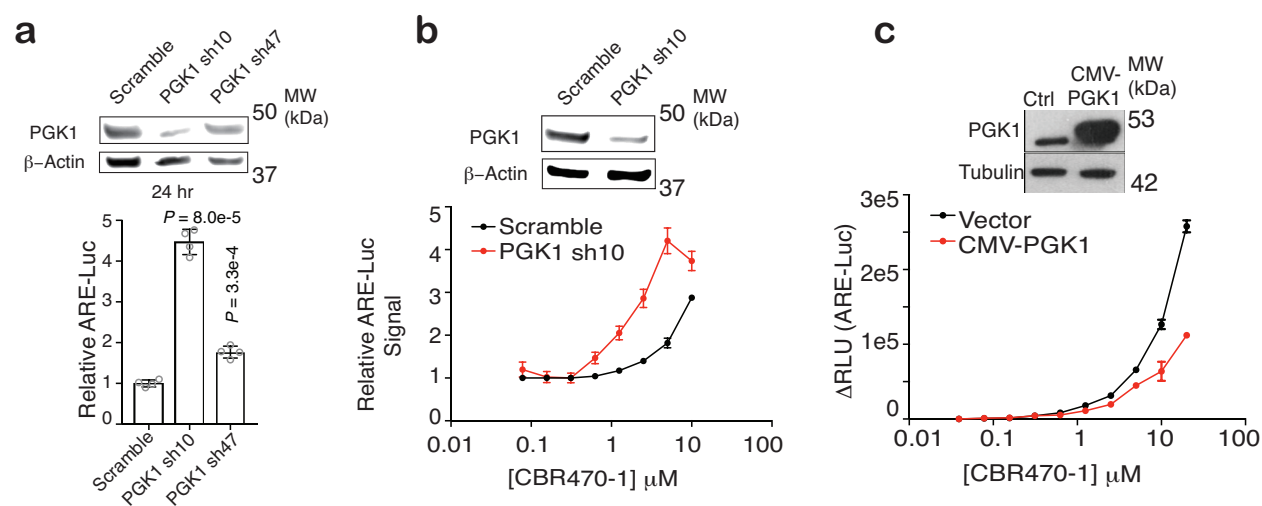 a
Scramble
PGK1 sh10
PGK1 sh47
MW
(kDa)
50
PGK1
β–Actin
37
24 hr
P = 8.0e-5
P = 3.3e-4
Relative ARE-Luc
5
4
3
2
1
0
Scramble
PGK1 sh10
PGK1 sh47
b
Scramble
PGK1 sh10
MW
(kDa)
50
PGK1
β–Actin
37
Scramble
PGK1 sh10
Relative ARE-Luc
Signal
5
4
3
2
1
0
0.01
0.1
1
10
100
[CBR470-1] μM
c
Ctrl
CMV-
PGK1
MW
(kDa)
53
PGK1
Tubulin
42
Vector
CMV-PGK1
ΔRLU (ARE-Luc)
3e5
2e5
1e5
0
0.01
0.1
1
10
100
[CBR470-1] μM